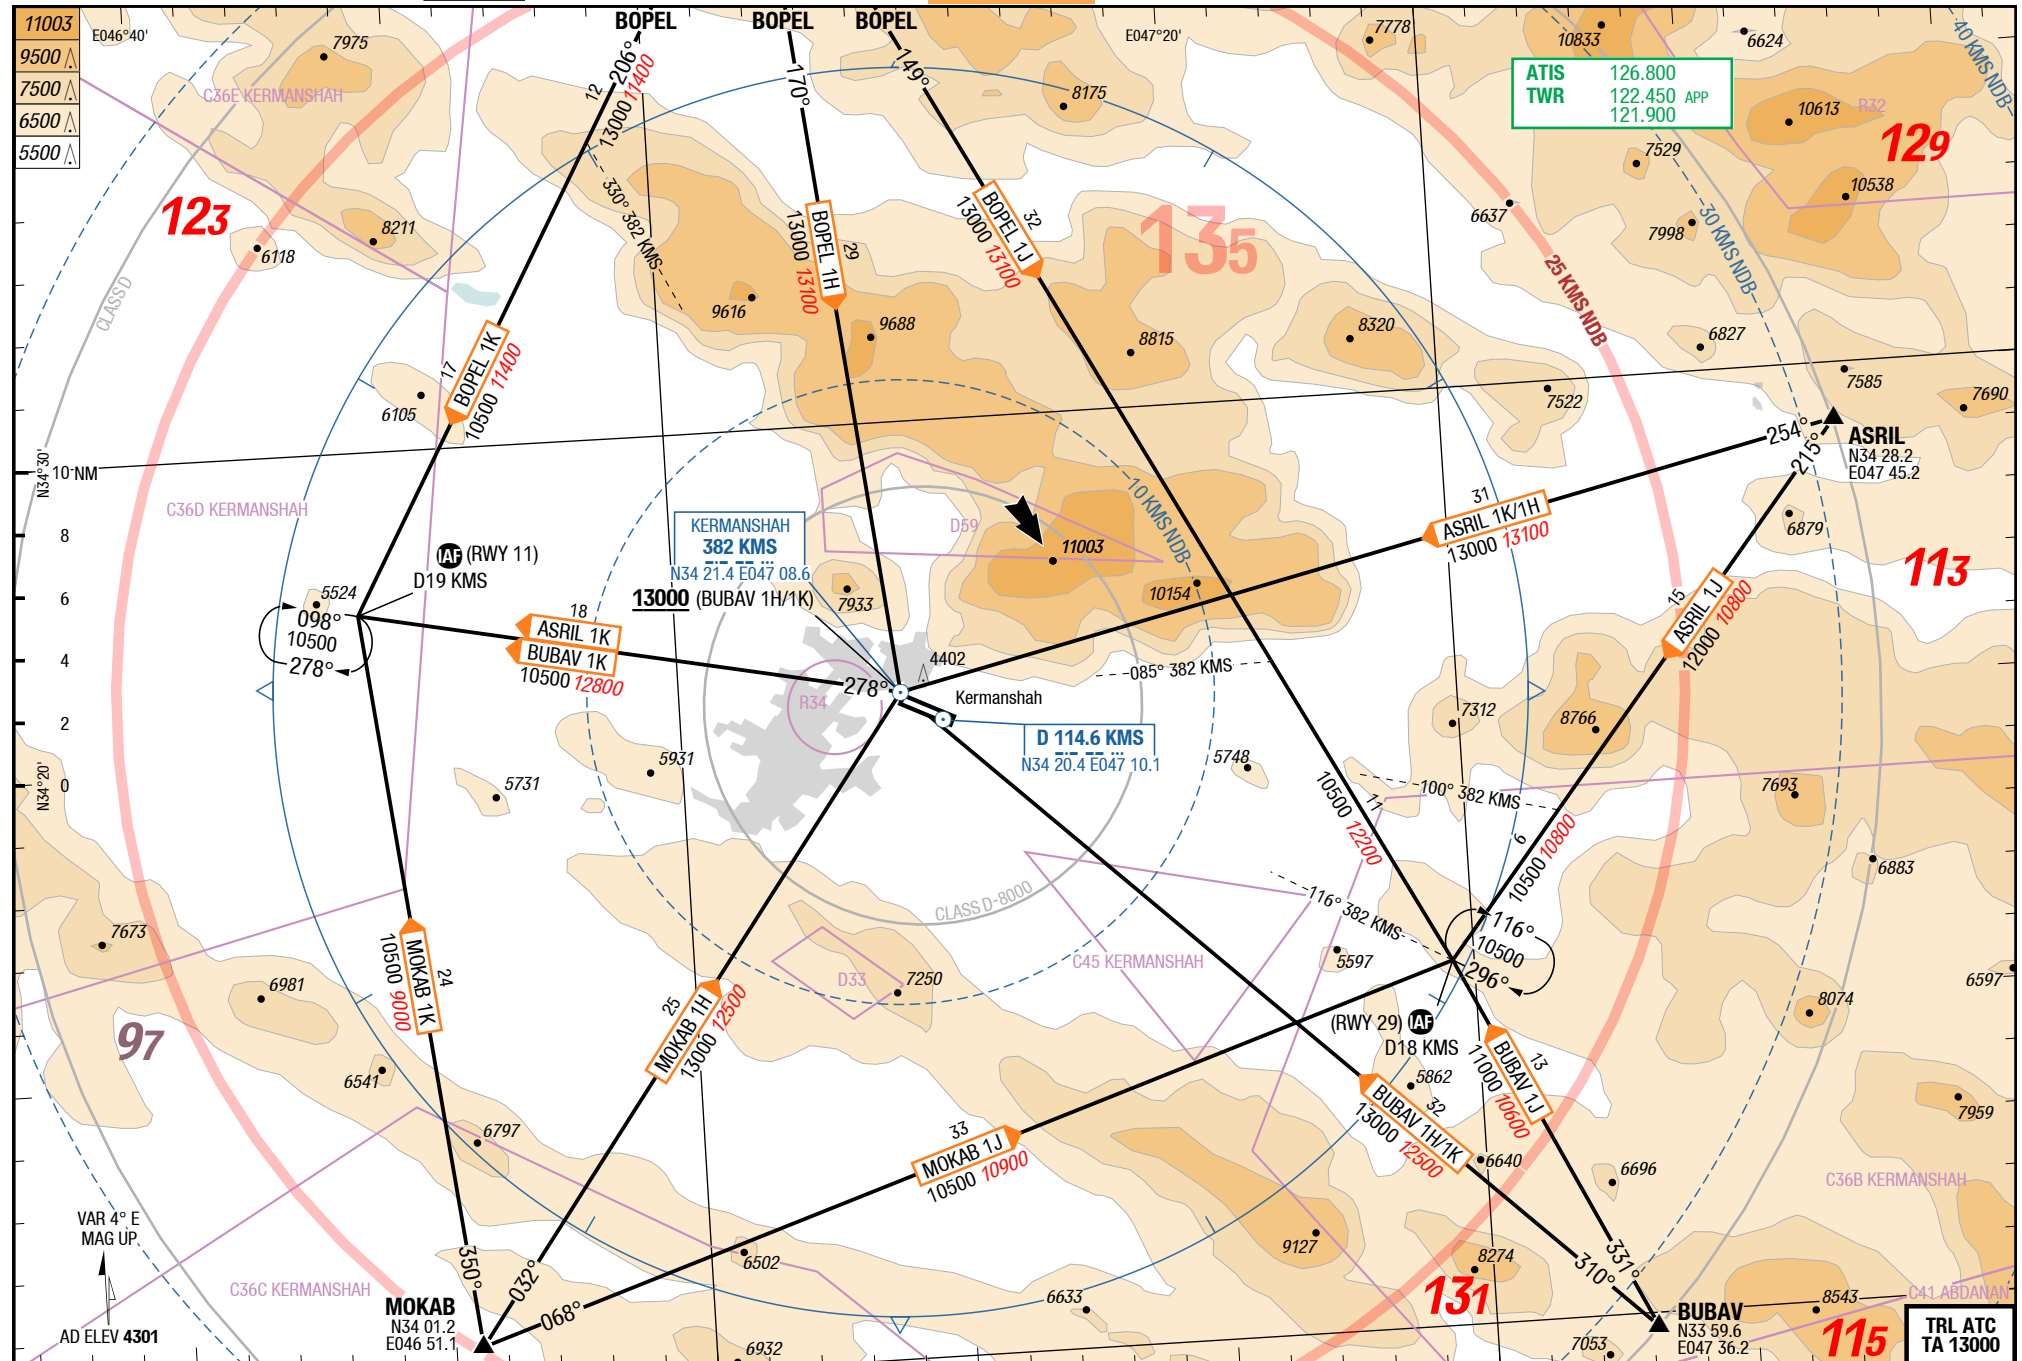 11003
9500
7500
6500
5500
E046°40'
7975
C36E KERMANSHAH
BOPEL
BOPEL
BOPEL
E047°20'
7778
10833
6624
40 KMS NDB
ATIS 126.800
TWR 122.450 APP
121.900
10613
R32
129
7529
10538
7998
30 KMS NDB
6637
206°
12
13000 11400
170°
149°
8175
123
8211
6118
CLASS D
330° 382 KMS
BOPEL 1H
29
13000 13100
BOPEL 1J
32
13000 13100
135
25 KMS NDB
9616
9688
8815
8320
6827
7585
7690
7522
BOPEL 1K
17
10500 11400
6105
254°
215°
ASRIL
N34 28.2
E047 45.2
N34°30'
10 NM
8
6
4
2
0
N34°20'
C36D KERMANSHAH
IAF (RWY 11)
D19 KMS
5524
098°
10500
278°
18
ASRIL 1K
BUBAV 1K
10500 12800
KERMANSHAH
382 KMS
N34 21.4 E047 08.6
13000 (BUBAV 1H/1K)
D59
11003
10 KMS NDB
7933
10154
31
ASRIL 1K/1H
13000 13100
6879
113
15
ASRIL 1J
12000 10800
4402
085° 382 KMS
278°
R34
Kermanshah
D 114.6 KMS
N34 20.4 E047 10.1
7312
8766
5931
5731
5748
100° 382 KMS
7693
10500 12200
11
6
10500 10800
6883
CLASS D-8000
116° 382 KMS
116°
10500
296°
7673
6981
10500 9000
MOKAB 1K
24
D33
7250
C45 KERMANSHAH
5597
6597
8074
97
25
MOKAB 1H
13000 12500
(RWY 29) IAF
D18 KMS
6541
5862
BUBAV 1J
13
11000 10600
7959
6797
33
MOKAB 1J
10500 10900
BUBAV 1H/1K
32
13000 12500
6640
6696
C36B KERMANSHAH
VAR 4° E
MAG UP
350°
032°
6502
9127
8274
310°
331°
C36C KERMANSHAH
MOKAB
N34 01.2
E046 51.1
068°
6633
131
BUBAV
N33 59.6
E047 36.2
8543
C41 ABDANAN
AD ELEV 4301
6932
7053
115
TRL ATC
TA 13000